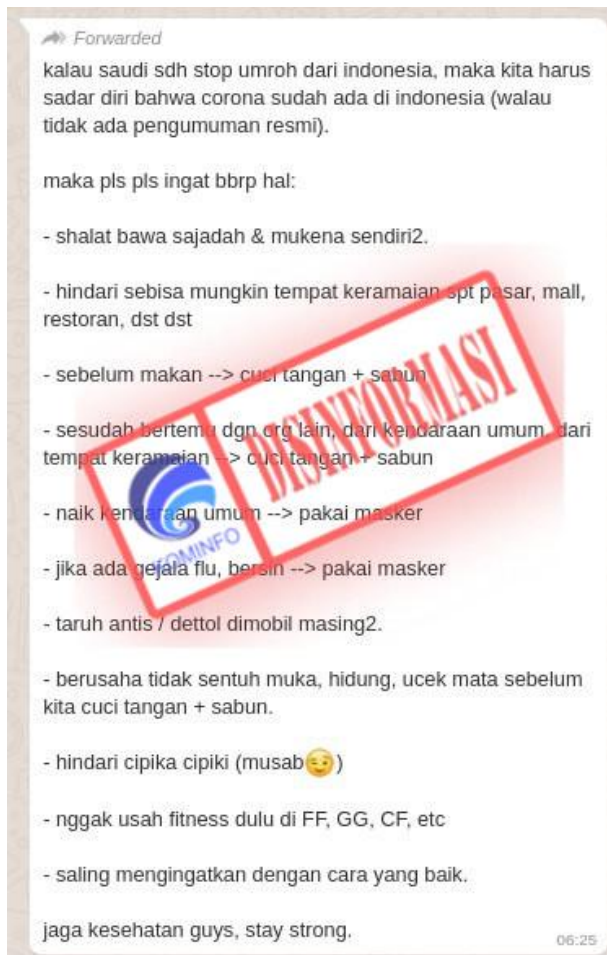 Forwarded
kalau saudi sdh stop umroh dari indonesia, maka kita harus
sadar diri bahwa corona sudah ada di indonesia (walau
tidak ada pengumuman resmi).
maka pls pls ingat bbrp hal:
- shalat bawa sajadah & mukena sendiri2.
- hindari sebisa mungkin tempat keramaian spt pasar, mall,
restoran, dst dst
- sebelum makan --> cuci tangan + sabun
- sesudah bertemu dgn org lain, dari kendaraan umum, dari
tempat keramaian --> cuci tangan + sabun
- naik kendaraan umum --> pakai masker
- jika ada gejala flu, bersin --> pakai masker
- taruh antis / dettol dimobil masing2.
- berusaha tidak sentuh muka, hidung, ucek mata sebelum
kita cuci tangan + sabun.
- hindari cipika cipiki (musab😉)
- nggak usah fitness dulu di FF, GG, CF, etc
- saling mengingatkan dengan cara yang baik.
jaga kesehatan guys, stay strong.
06:25
DISINFORMASI
KOMINFO